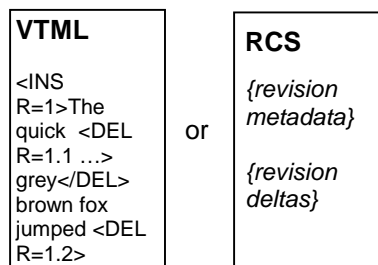 VTML
<INS
R=1>The
quick <DEL
R=1.1 ...>
grey</DEL>
brown fox
jumped <DEL
R=1.2>
or
RCS
{revision
metadata}
{revision
deltas}